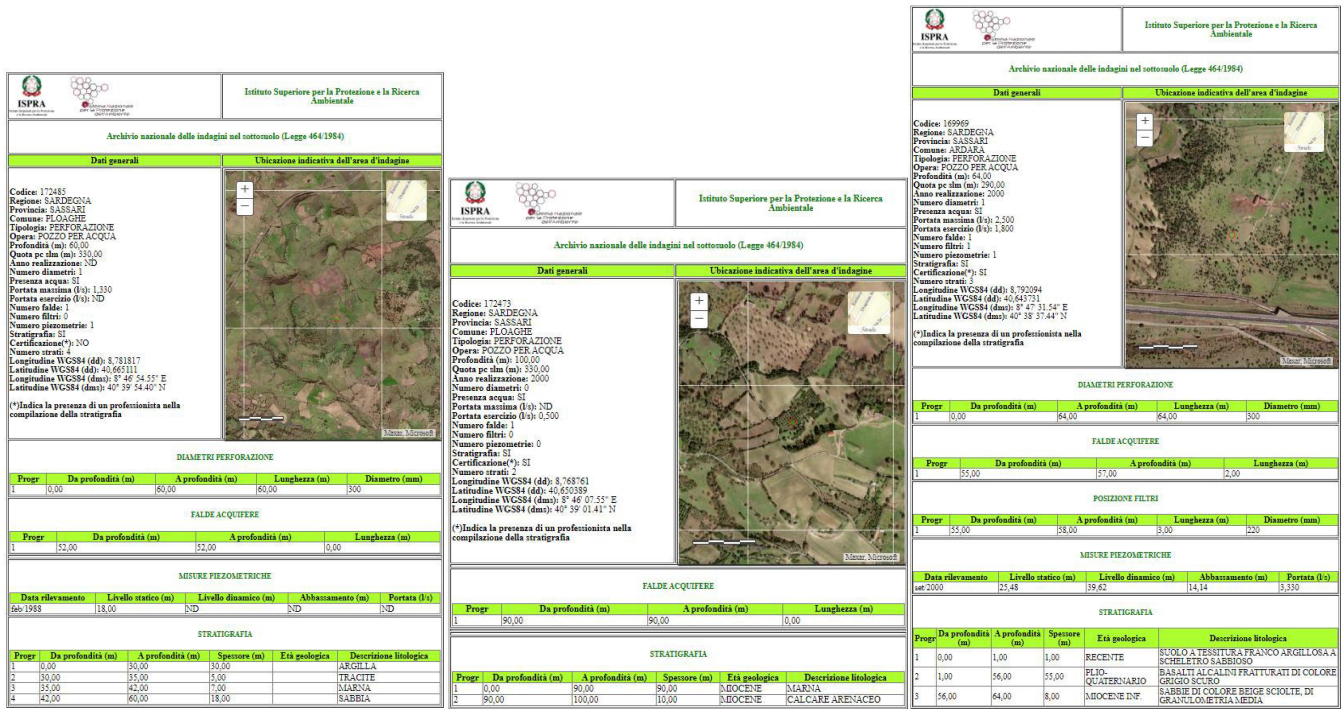 ISPRA
Istituto Superiore per la Protezione e la Ricerca
Ambientale
Archivio nazionale delle indagini nel sottosuolo (Legge 464/1984)
Dati generali Ubicazione indicativa dell'area d'indagine
Codice: 172485
Regione: SARDEGNA
Provincia: SASSARI
Comune: PLOAGHE
Tipologia: PERFORAZIONE
Opera: POZZO PER ACQUA
Profondità (m): 60,00
Quota pc slm (m): 330,00
Anno realizzazione: ND
Numero diametri: 1
Presenza acqua: SI
Portata massima (l/s): 1,330
Portata esercizio (l/s): ND
Numero falde: 1
Numero filtri: 0
Numero piezometrie: 1
Stratigrafia: SI
Certificazione(*): NO
Numero strati: 4
Longitudine WGS84 (dd): 8,781817
Latitudine WGS84 (dd): 40,665111
Longitudine WGS84 (dms): 8° 46' 54.55" E
Latitudine WGS84 (dms): 40° 39' 54.40" N
(*)Indica la presenza di un professionista nella
compilazione della stratigrafia
+
−
Strada
Maxar, Microsoft
DIAMETRI PERFORAZIONE
Progr Da profondità (m) A profondità (m) Lunghezza (m) Diametro (mm)
1 0,00 60,00 60,00 300
FALDE ACQUIFERE
Progr Da profondità (m) A profondità (m) Lunghezza (m)
1 52,00 52,00 0,00
MISURE PIEZOMETRICHE
Data rilevamento Livello statico (m) Livello dinamico (m) Abbassamento (m) Portata (l/s)
feb/1988 18,00 ND ND ND
STRATIGRAFIA
Progr Da profondità (m) A profondità (m) Spessore (m) Età geologica Descrizione litologica
1 0,00 30,00 30,00 ARGILLA
2 30,00 35,00 5,00 TRACITE
3 35,00 42,00 7,00 MARNA
4 42,00 60,00 18,00 SABBIA
ISPRA
Istituto Superiore per la Protezione e la Ricerca
Ambientale
Archivio nazionale delle indagini nel sottosuolo (Legge 464/1984)
Dati generali Ubicazione indicativa dell'area d'indagine
Codice: 172473
Regione: SARDEGNA
Provincia: SASSARI
Comune: PLOAGHE
Tipologia: PERFORAZIONE
Opera: POZZO PER ACQUA
Profondità (m): 100,00
Quota pc slm (m): 330,00
Anno realizzazione: 2000
Numero diametri: 0
Presenza acqua: SI
Portata massima (l/s): ND
Portata esercizio (l/s): 0,500
Numero falde: 1
Numero filtri: 0
Numero piezometrie: 0
Stratigrafia: SI
Certificazione(*): SI
Numero strati: 2
Longitudine WGS84 (dd): 8,768761
Latitudine WGS84 (dd): 40,650389
Longitudine WGS84 (dms): 8° 46' 07.55" E
Latitudine WGS84 (dms): 40° 39' 01.41" N
(*)Indica la presenza di un professionista nella
compilazione della stratigrafia
+
−
Strada
Maxar, Microsoft
FALDE ACQUIFERE
Progr Da profondità (m) A profondità (m) Lunghezza (m)
1 90,00 90,00 0,00
STRATIGRAFIA
Progr Da profondità (m) A profondità (m) Spessore (m) Età geologica Descrizione litologica
1 0,00 90,00 90,00 MIOCENE MARNA
2 90,00 100,00 10,00 MIOCENE CALCARE ARENACEO
ISPRA
Istituto Superiore per la Protezione e la Ricerca
Ambientale
Archivio nazionale delle indagini nel sottosuolo (Legge 464/1984)
Dati generali Ubicazione indicativa dell'area d'indagine
Codice: 169969
Regione: SARDEGNA
Provincia: SASSARI
Comune: ARDARA
Tipologia: PERFORAZIONE
Opera: POZZO PER ACQUA
Profondità (m): 64,00
Quota pc slm (m): 290,00
Anno realizzazione: 2000
Numero diametri: 1
Presenza acqua: SI
Portata massima (l/s): 2,500
Portata esercizio (l/s): 1,800
Numero falde: 1
Numero filtri: 1
Numero piezometrie: 1
Stratigrafia: SI
Certificazione(*): SI
Numero strati: 3
Longitudine WGS84 (dd): 8,792094
Latitudine WGS84 (dd): 40,643731
Longitudine WGS84 (dms): 8° 47' 31.54" E
Latitudine WGS84 (dms): 40° 38' 37.44" N
(*)Indica la presenza di un professionista nella
compilazione della stratigrafia
+
−
Strada
Maxar, Microsoft
DIAMETRI PERFORAZIONE
Progr Da profondità (m) A profondità (m) Lunghezza (m) Diametro (mm)
1 0,00 64,00 64,00 300
FALDE ACQUIFERE
Progr Da profondità (m) A profondità (m) Lunghezza (m)
1 55,00 57,00 2,00
POSIZIONE FILTRI
Progr Da profondità (m) A profondità (m) Lunghezza (m) Diametro (mm)
1 55,00 58,00 3,00 220
MISURE PIEZOMETRICHE
Data rilevamento Livello statico (m) Livello dinamico (m) Abbassamento (m) Portata (l/s)
set/2000 25,48 39,62 14,14 3,330
STRATIGRAFIA
Progr Da profondità (m) A profondità (m) Spessore (m) Età geologica Descrizione litologica
1 0,00 1,00 1,00 RECENTE SUOLO A TESSITURA FRANCO ARGILLOSA A SCHELETRO SABBIOSO
2 1,00 56,00 55,00 PLIO-QUATERNARIO BASALTI ALCALINI FRATTURATI DI COLORE GRIGIO SCURO
3 56,00 64,00 8,00 MIOCENE INF. SABBIE DI COLORE BEIGE SCIOLTE, DI GRANULOMETRIA MEDIA